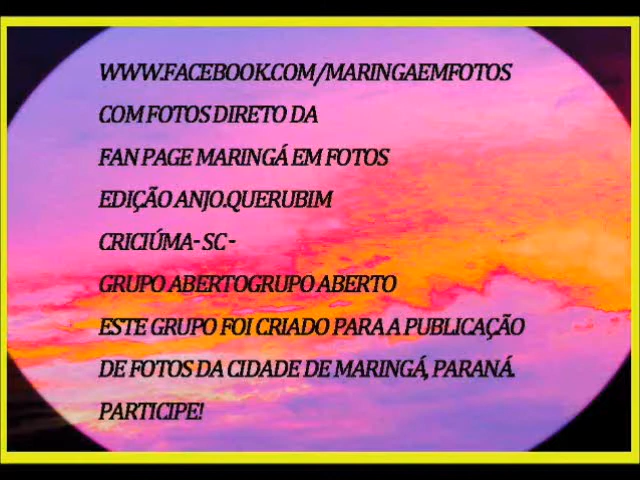 WWW.FACEBOOK.COM/MARINGAEMFOTOS
COM FOTOS DIRETO DA
FAN PAGE MARINGÁ EM FOTOS
EDIÇÃO ANJO.QUERUBIM
CRICIÚMA- SC -
GRUPO ABERTOGRUPO ABERTO
ESTE GRUPO FOI CRIADO PARA A PUBLICAÇÃO
DE FOTOS DA CIDADE DE MARINGÁ, PARANÁ.
PARTICIPE!